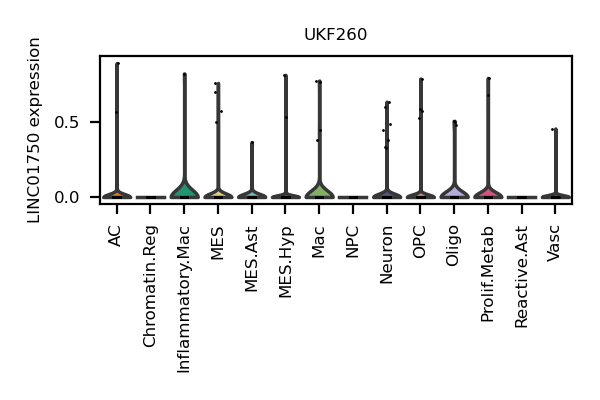 UKF260
LINC01750 expression
0.5
0.0
AC
Chromatin.Reg
Inflammatory.Mac
MES
MES.Ast
MES.Hyp
Mac
NPC
Neuron
OPC
Oligo
Prolif.Metab
Reactive.Ast
Vasc